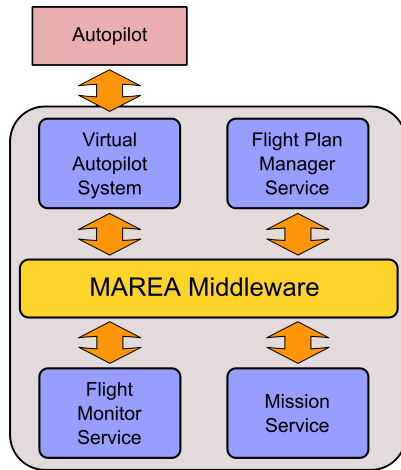 Autopilot
Virtual
Autopilot
System
Flight Plan
Manager
Service
MAREA Middleware
Flight
Monitor
Service
Mission
Service